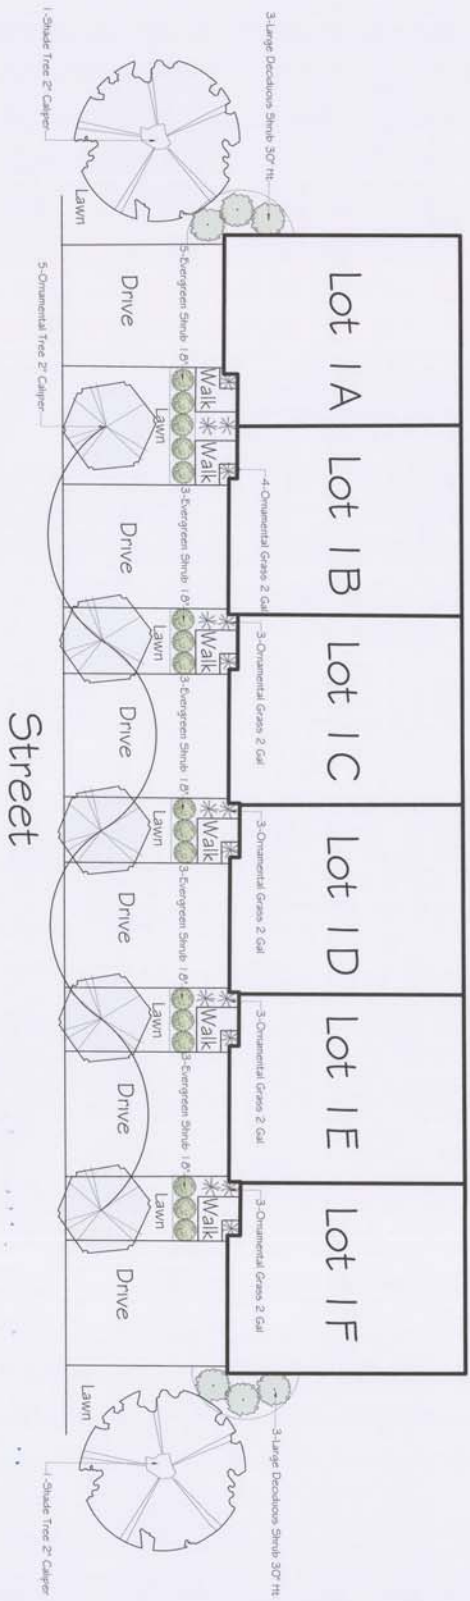 1-Shade Tree 2" Caliper
3-Large Deciduous Shrub 30" Ht
Lot 1A
Lot 1B
Lot 1C
Lot 1D
Lot 1E
Lot 1F
5-Evergreen Shrub 18"
3-Evergreen Shrub 18"
3-Evergreen Shrub 18"
3-Evergreen Shrub 18"
3-Evergreen Shrub 18"
4-Ornamental Grass 2 Gal
3-Ornamental Grass 2 Gal
3-Ornamental Grass 2 Gal
3-Ornamental Grass 2 Gal
3-Ornamental Grass 2 Gal
Walk
Walk
Walk
Walk
Walk
Walk
Lawn
Drive
Lawn
Drive
Lawn
Drive
Lawn
Drive
Lawn
Drive
Lawn
Drive
Lawn
5-Ornamental Tree 2" Caliper
Street
3-Large Deciduous Shrub 30" Ht
1-Shade Tree 2" Caliper